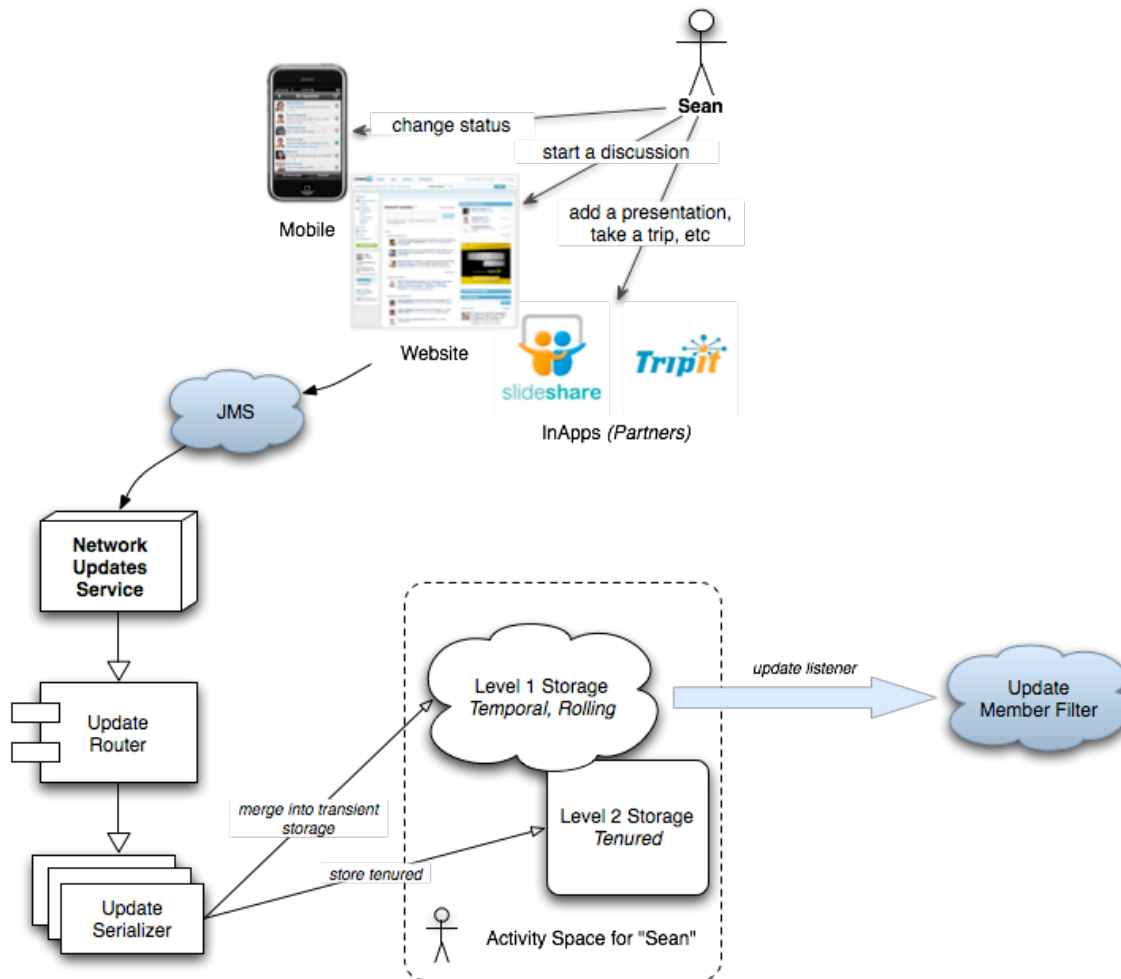 Sean
change status
start a discussion
add a presentation,
take a trip, etc
Mobile
Website
slideshare
TripIt
InApps (Partners)
JMS
Network
Updates
Service
Update
Router
Update
Serializer
merge into transient
storage
store tenured
Level 1 Storage
Temporal, Rolling
Level 2 Storage
Tenured
Activity Space for "Sean"
update listener
Update
Member Filter